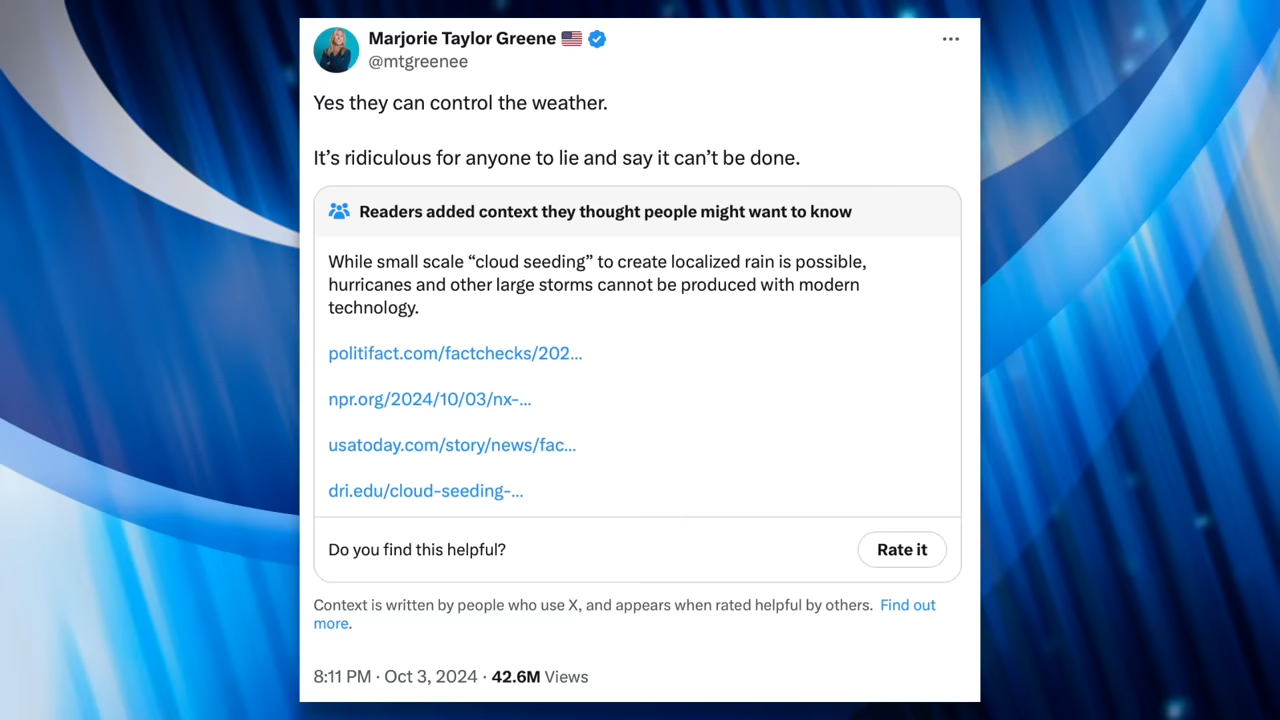 Marjorie Taylor Greene 🇺🇸
@mtgreenee
Yes they can control the weather.
It’s ridiculous for anyone to lie and say it can’t be done.
Readers added context they thought people might want to know
While small scale “cloud seeding” to create localized rain is possible,
hurricanes and other large storms cannot be produced with modern
technology.
politifact.com/factchecks/202...
npr.org/2024/10/03/nx-...
usatoday.com/story/news/fac...
dri.edu/cloud-seeding-...
Do you find this helpful?
Rate it
Context is written by people who use X, and appears when rated helpful by others. Find out
more.
8:11 PM · Oct 3, 2024 · 42.6M Views